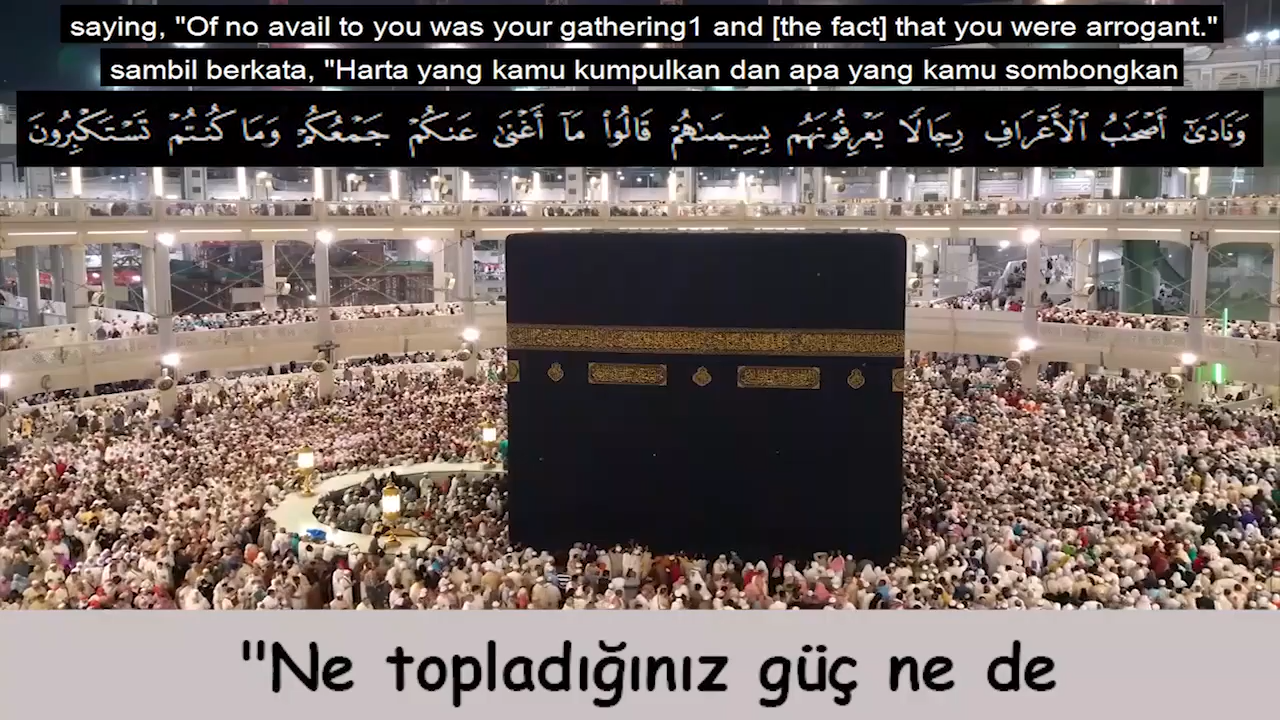 saying, "Of no avail to you was your gathering1 and [the fact] that you were arrogant."
sambil berkata, "Harta yang kamu kumpulkan dan apa yang kamu sombongkan
وَنَادَىٰٓ أَصْحَٰبُ ٱلْأَعْرَافِ رِجَالًا يَعْرِفُونَهُم بِسِيمَىٰهُمْ قَالُوا۟ مَآ أَغْنَىٰ عَنكُمْ جَمْعُكُمْ وَمَا كُنتُمْ تَسْتَكْبِرُونَ
"Ne topladığınız güç ne de